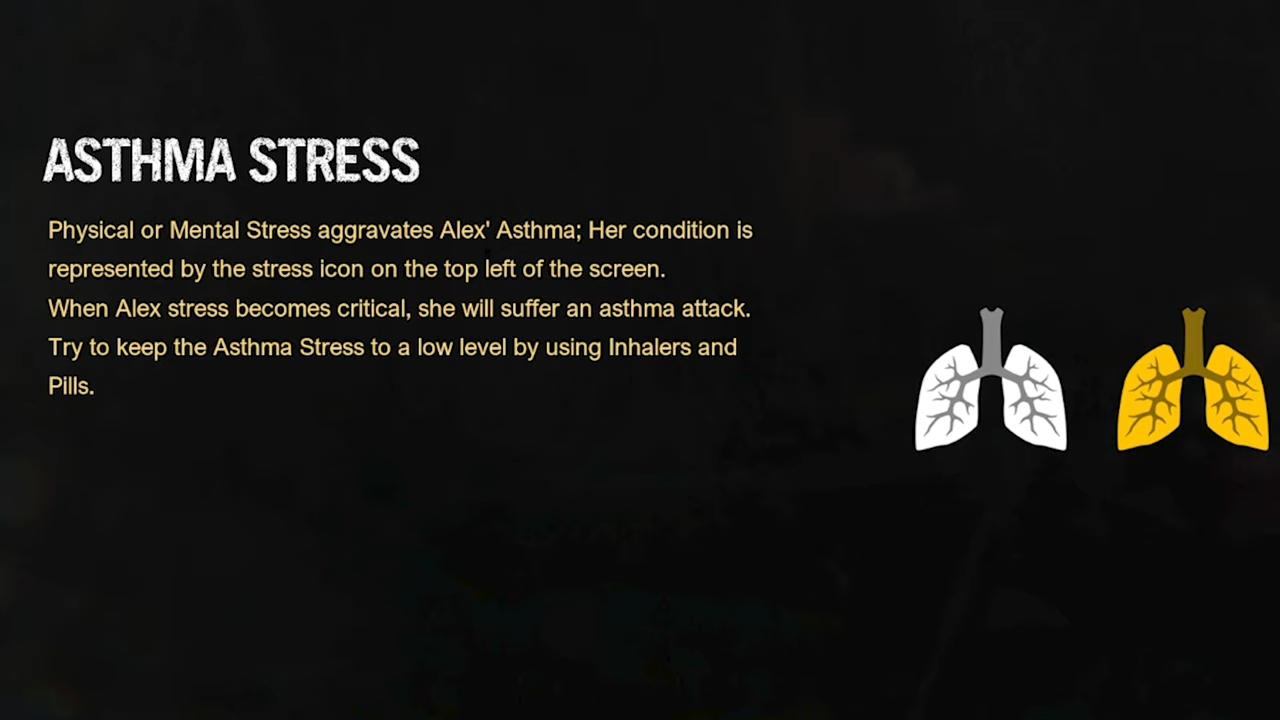 ASTHMA STRESS
Physical or Mental Stress aggravates Alex' Asthma; Her condition is
represented by the stress icon on the top left of the screen.
When Alex stress becomes critical, she will suffer an asthma attack.
Try to keep the Asthma Stress to a low level by using Inhalers and
Pills.